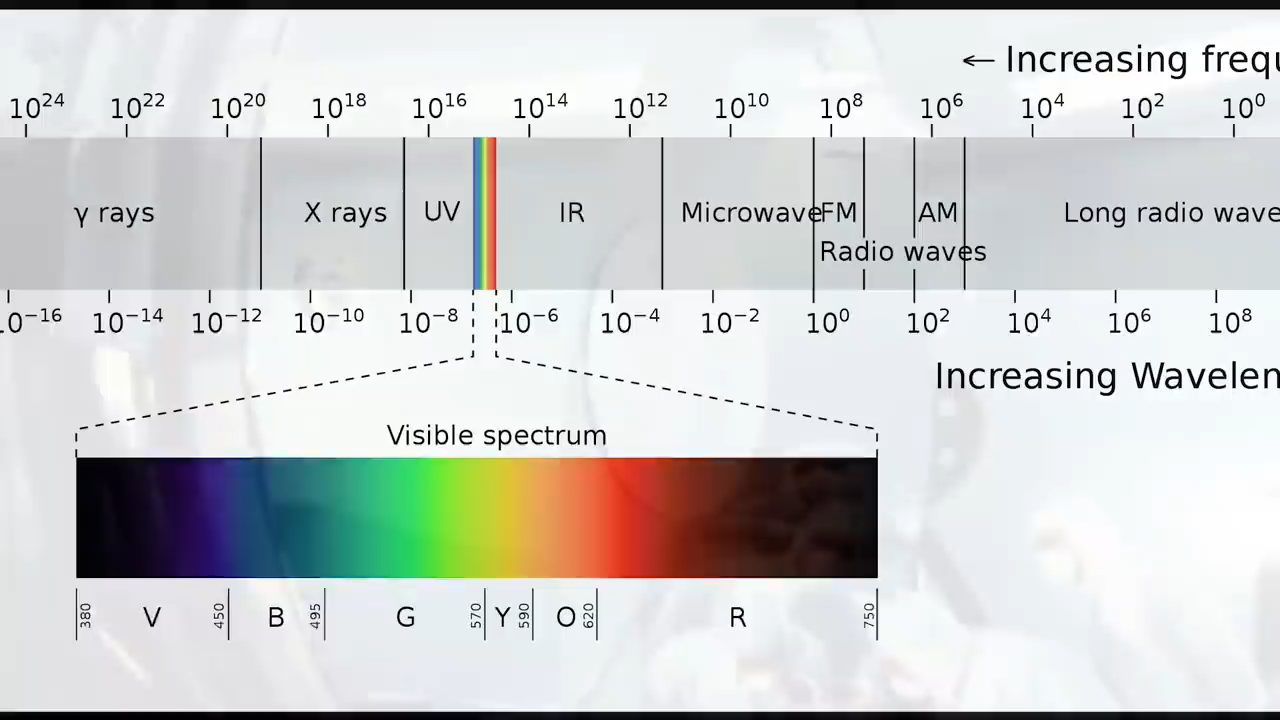 ← Increasing frequ
10²⁴ 10²² 10²⁰ 10¹⁸ 10¹⁶ 10¹⁴ 10¹² 10¹⁰ 10⁸ 10⁶ 10⁴ 10² 10⁰
γ rays X rays UV IR Microwave FM AM Long radio wave
Radio waves
10⁻¹⁶ 10⁻¹⁴ 10⁻¹² 10⁻¹⁰ 10⁻⁸ 10⁻⁶ 10⁻⁴ 10⁻² 10⁰ 10² 10⁴ 10⁶ 10⁸
Increasing Wavelen
Visible spectrum
380 V 450 B 495 G 570 Y 590 O 620 R 750